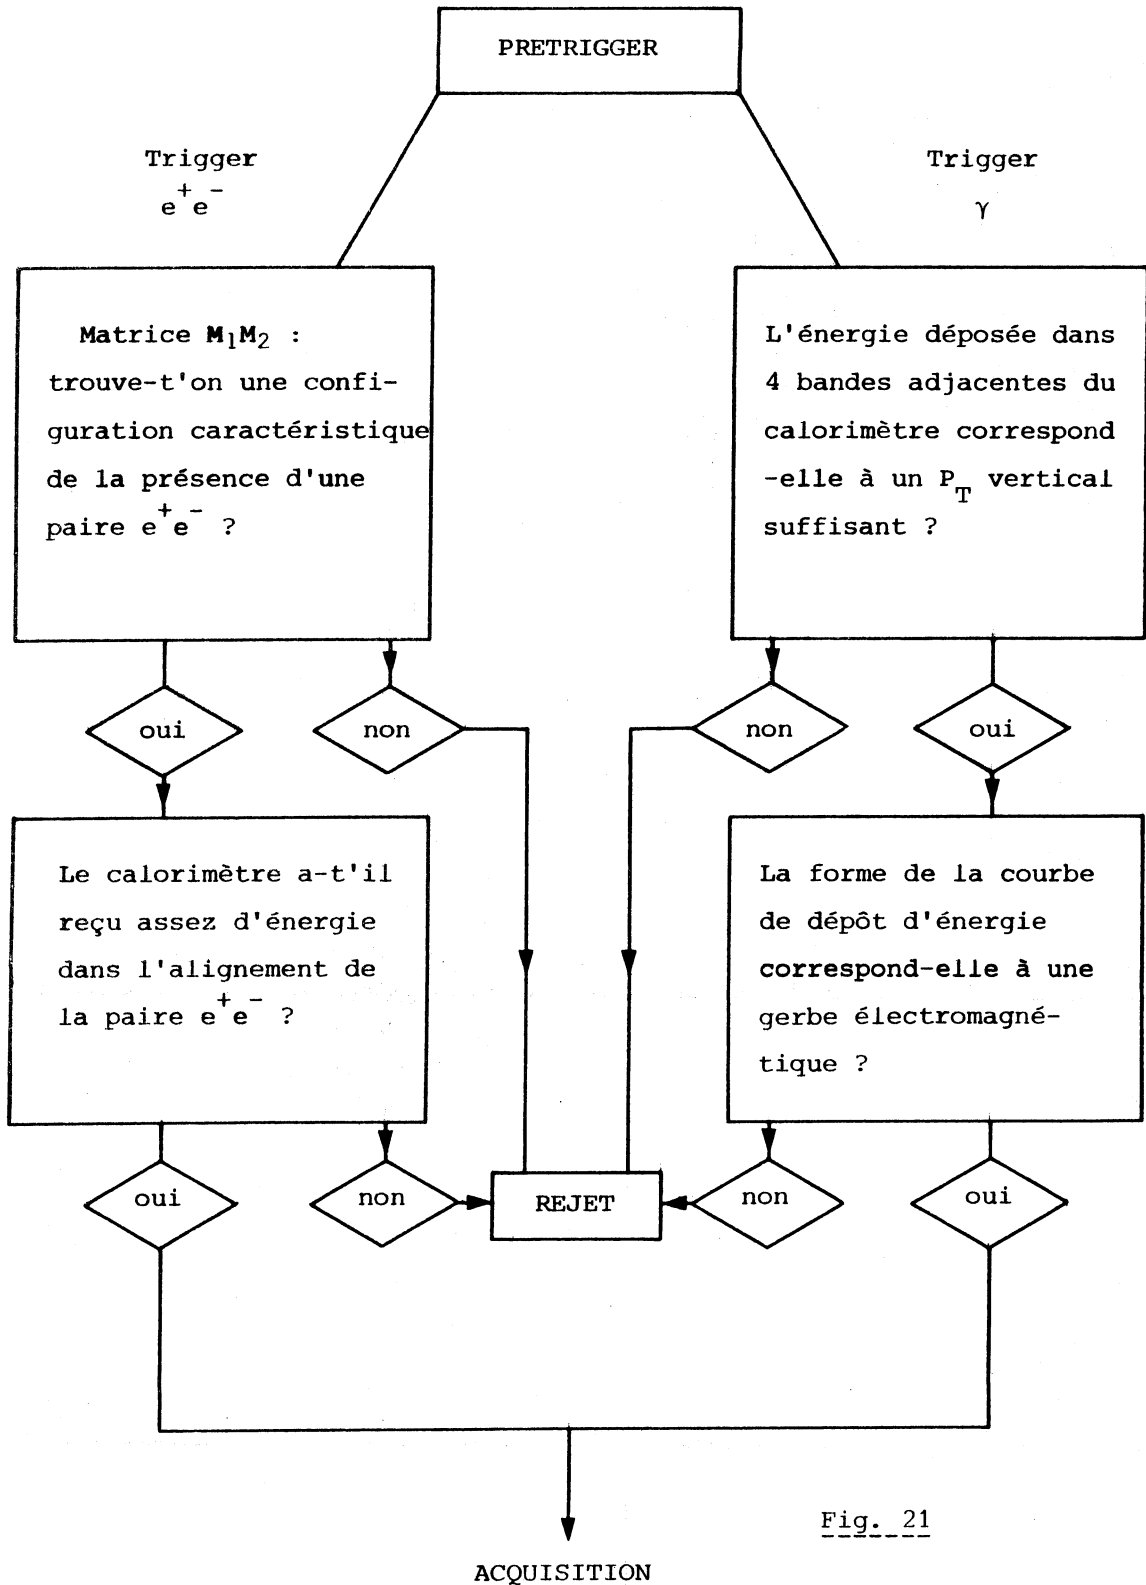 PRETRIGGER
Trigger
e⁺e⁻
Trigger
γ
Matrice M₁M₂ :
trouve-t'on une confi-
guration caractéristique
de la présence d'une
paire e⁺e⁻ ?
L'énergie déposée dans
4 bandes adjacentes du
calorimètre correspond
-elle à un P_T vertical
suffisant ?
oui
non
non
oui
Le calorimètre a-t'il
reçu assez d'énergie
dans l'alignement de
la paire e⁺e⁻ ?
La forme de la courbe
de dépôt d'énergie
correspond-elle à une
gerbe électromagné-
tique ?
oui
non
REJET
non
oui
Fig. 21
ACQUISITION